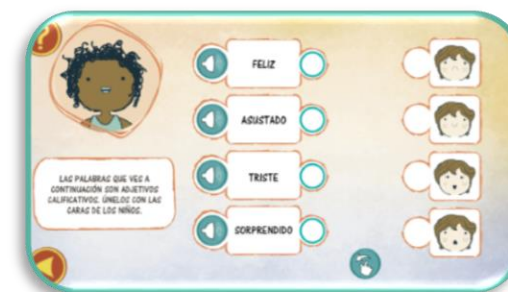 ?
FELIZ
ASUSTADO
TRISTE
SORPRENDIDO
LAS PALABRAS QUE VES A
CONTINUACIÓN SON ADJETIVOS
CALIFICATIVOS. ÚNELOS CON LAS
CARAS DE LOS NIÑOS.